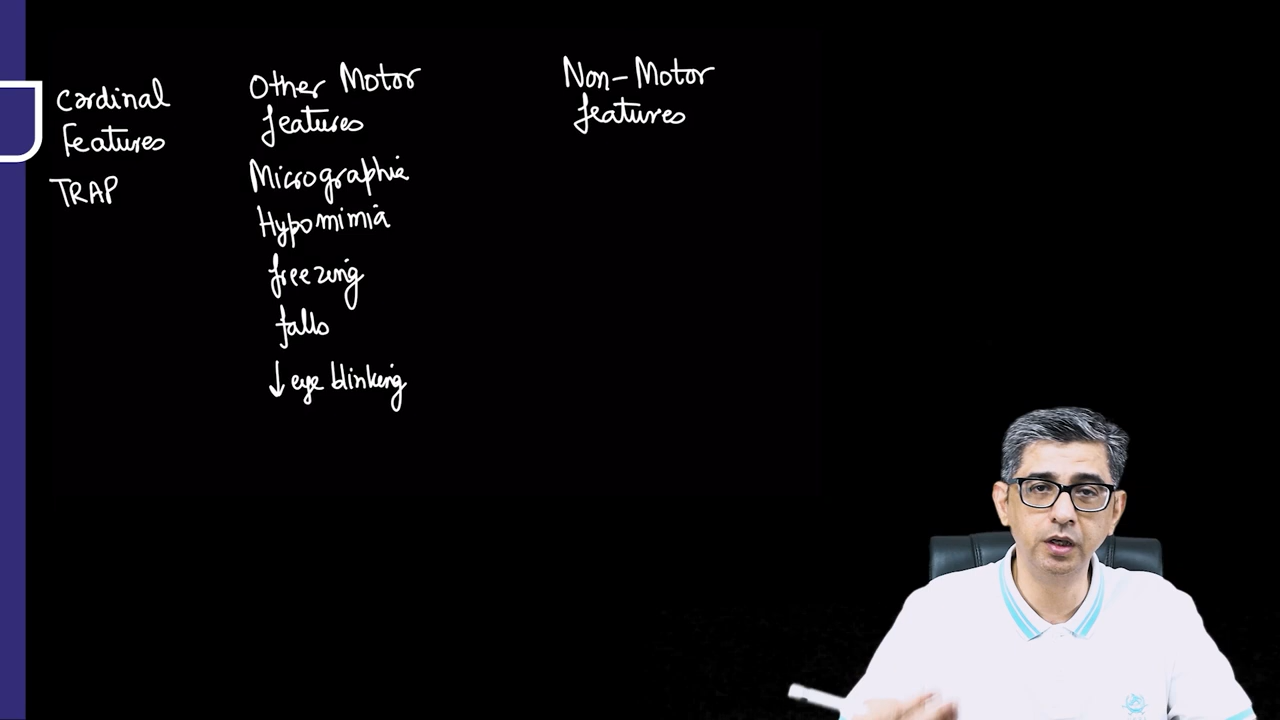 Cardinal
Features
TRAP
Other Motor
features
Micrographia
Hypomimia
freezing
falls
↓ eye blinking
Non-Motor
features